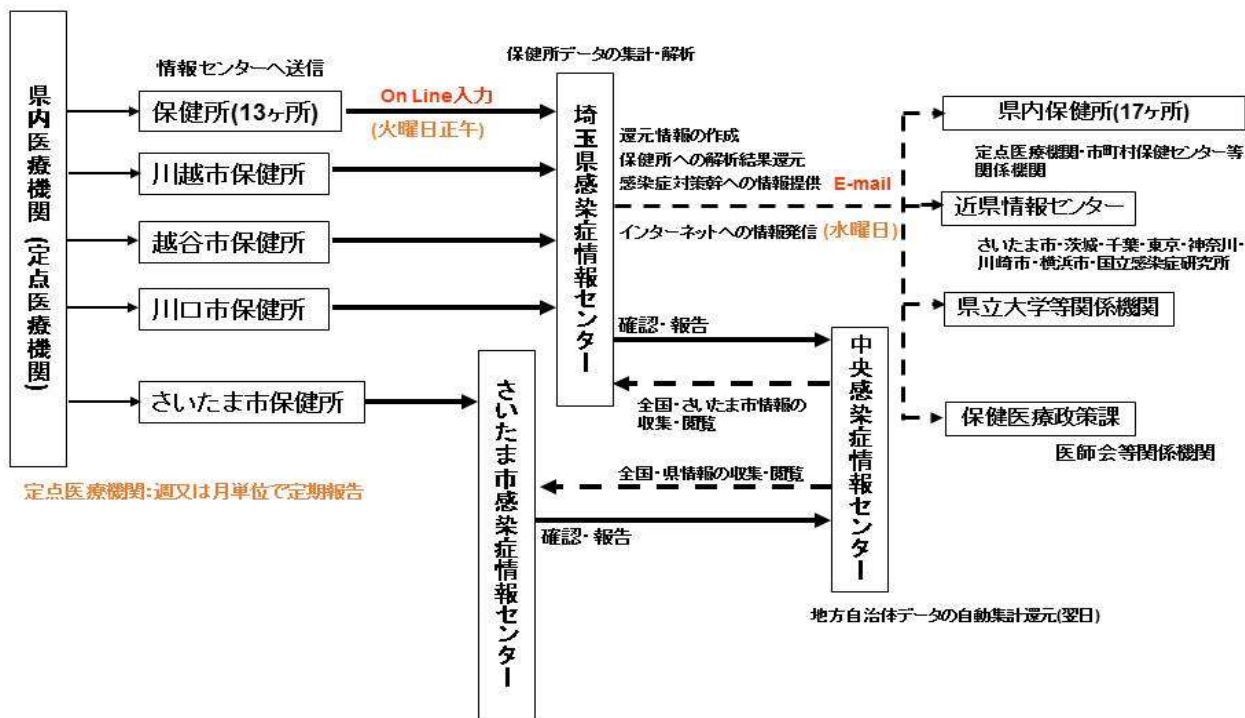 県内医療機関(定点医療機関)
情報センターへ送信
保健所(13ヶ所)
川越市保健所
越谷市保健所
川口市保健所
さいたま市保健所
定点医療機関:週又は月単位で定期報告
On Line入力
(火曜日正午)
保健所データの集計・解析
埼玉県感染症情報センター
さいたま市感染症情報センター
還元情報の作成
保健所への解析結果還元
感染症対策幹への情報提供 E-mail
インターネットへの情報発信 (水曜日)
確認・報告
全国・さいたま市情報の
収集・閲覧
全国・県情報の収集・閲覧
確認・報告
中央感染症情報センター
地方自治体データの自動集計還元(翌日)
県内保健所(17ヶ所)
定点医療機関・市町村保健センター等
関係機関
近県情報センター
さいたま市・茨城・千葉・東京・神奈川・
川崎市・横浜市・国立感染症研究所
県立大学等関係機関
保健医療政策課
医師会等関係機関